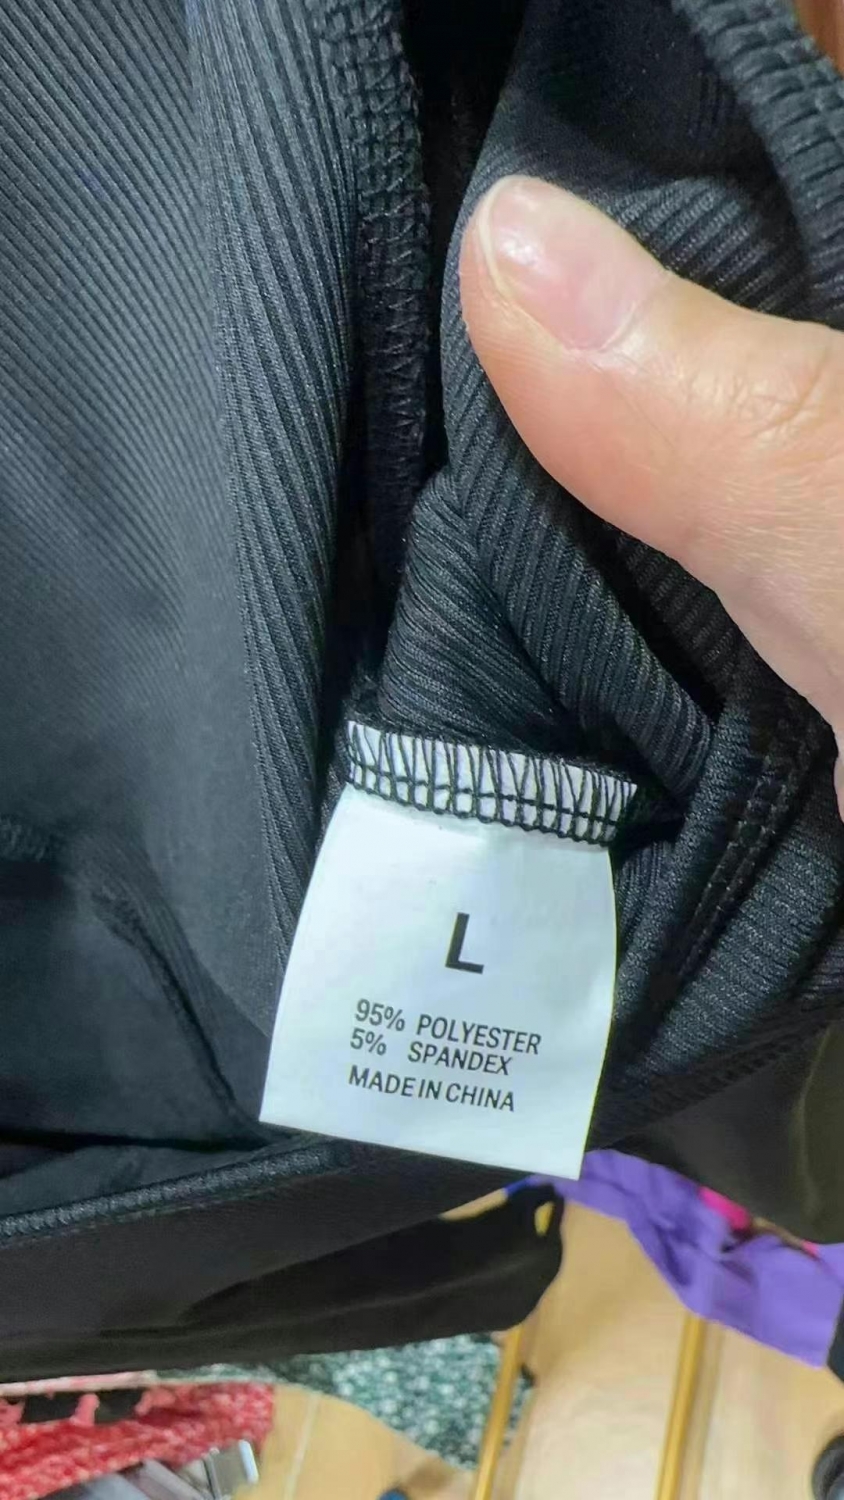 L
95% POLYESTER
5% SPANDEX
MADE IN CHINA